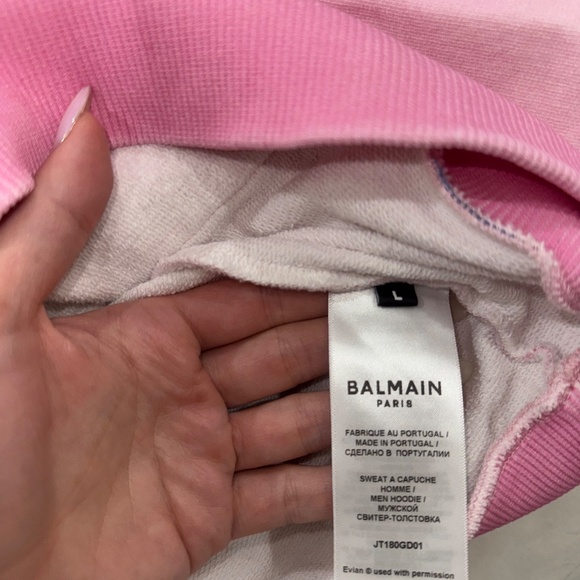 L
BALMAIN
PARIS
FABRIQUE AU PORTUGAL /
MADE IN PORTUGAL /
СДЕЛАНО В ПОРТУГАЛИИ
SWEAT A CAPUCHE
HOMME /
MEN HOODIE /
МУЖСКОЙ
СВИТЕР-ТОЛСТОВКА
JT180GD01
Evian © used with permission